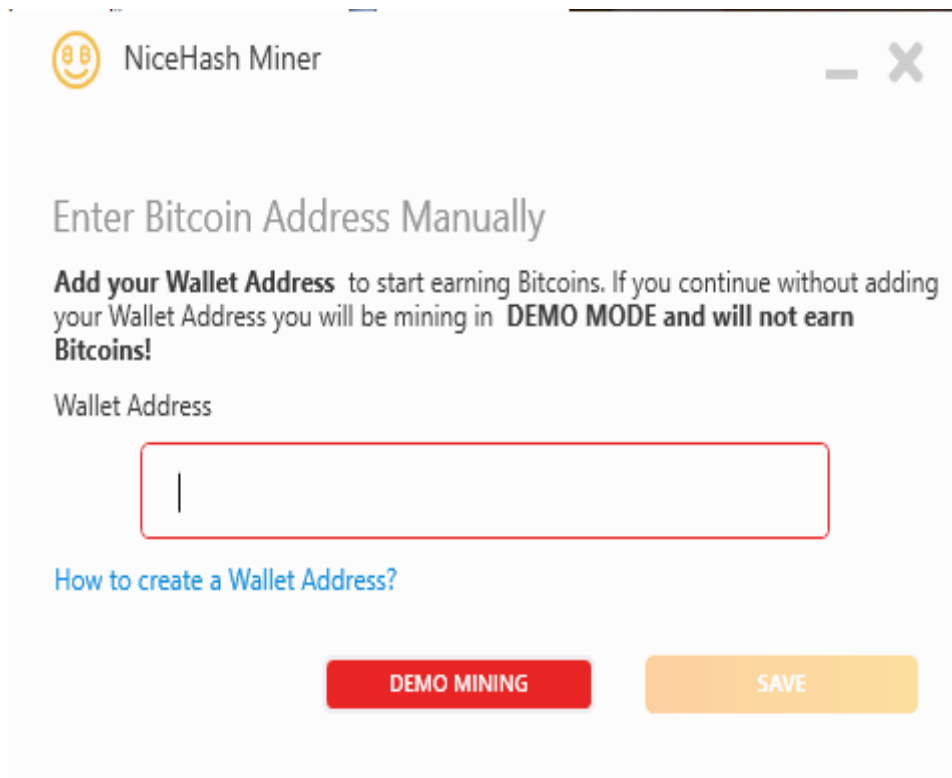 NiceHash Miner
Enter Bitcoin Address Manually
Add your Wallet Address to start earning Bitcoins. If you continue without adding
your Wallet Address you will be mining in DEMO MODE and will not earn
Bitcoins!
Wallet Address
How to create a Wallet Address?
DEMO MINING
SAVE